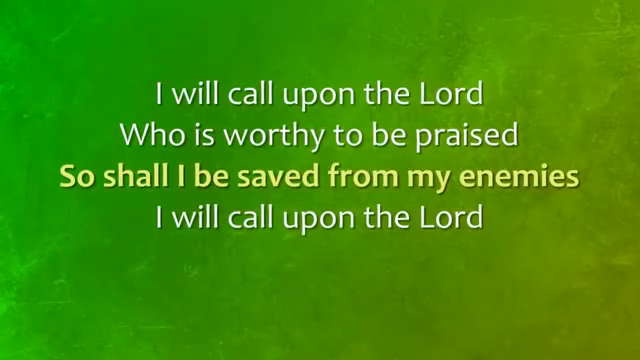 I will call upon the Lord
Who is worthy to be praised
So shall I be saved from my enemies
I will call upon the Lord